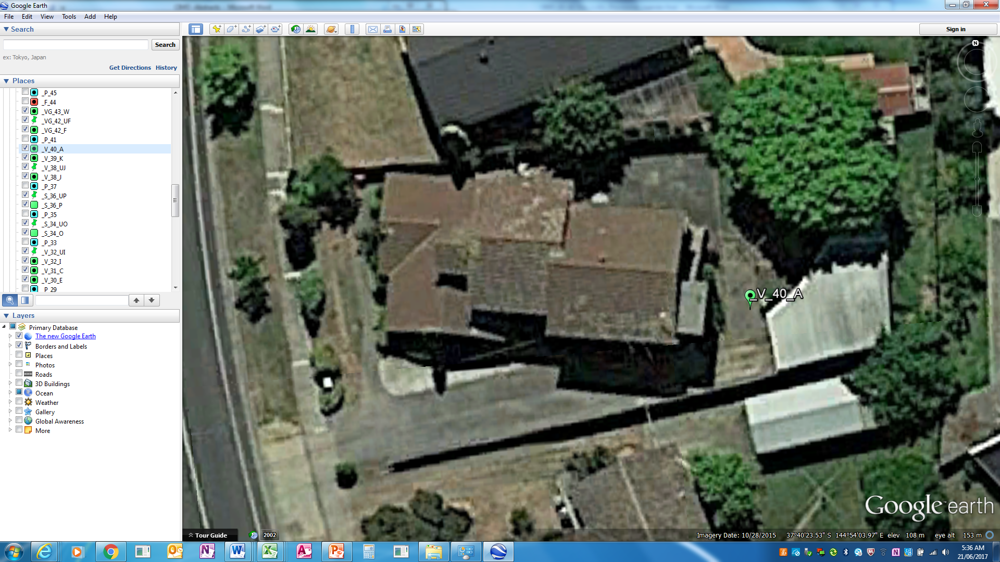 Google Earth
File Edit View Tools Add Help
Search
Search
ex: Tokyo, Japan
Get Directions History
Sign in
N
Places
_P_45
_F_44
_VG_43_W
_VG_42_UF
_VG_42_F
_P_41
_V_40_A
_V_39_K
_V_38_UJ
_V_38_J
_P_37
_S_36_UP
_S_36_P
_P_35
_S_34_UO
_S_34_O
_P_33
_V_32_UI
_V_32_I
_V_31_C
_V_30_E
_P_29
_V_40_A
Layers
Primary Database
The new Google Earth
Borders and Labels
Places
Photos
Roads
3D Buildings
Ocean
Weather
Gallery
Global Awareness
More
Google earth
Tour Guide
2002
Imagery Date: 10/28/2015 37°40'23.53" S 144°54'03.97" E elev 108 m eye alt 153 m
5:36 AM
21/06/2017